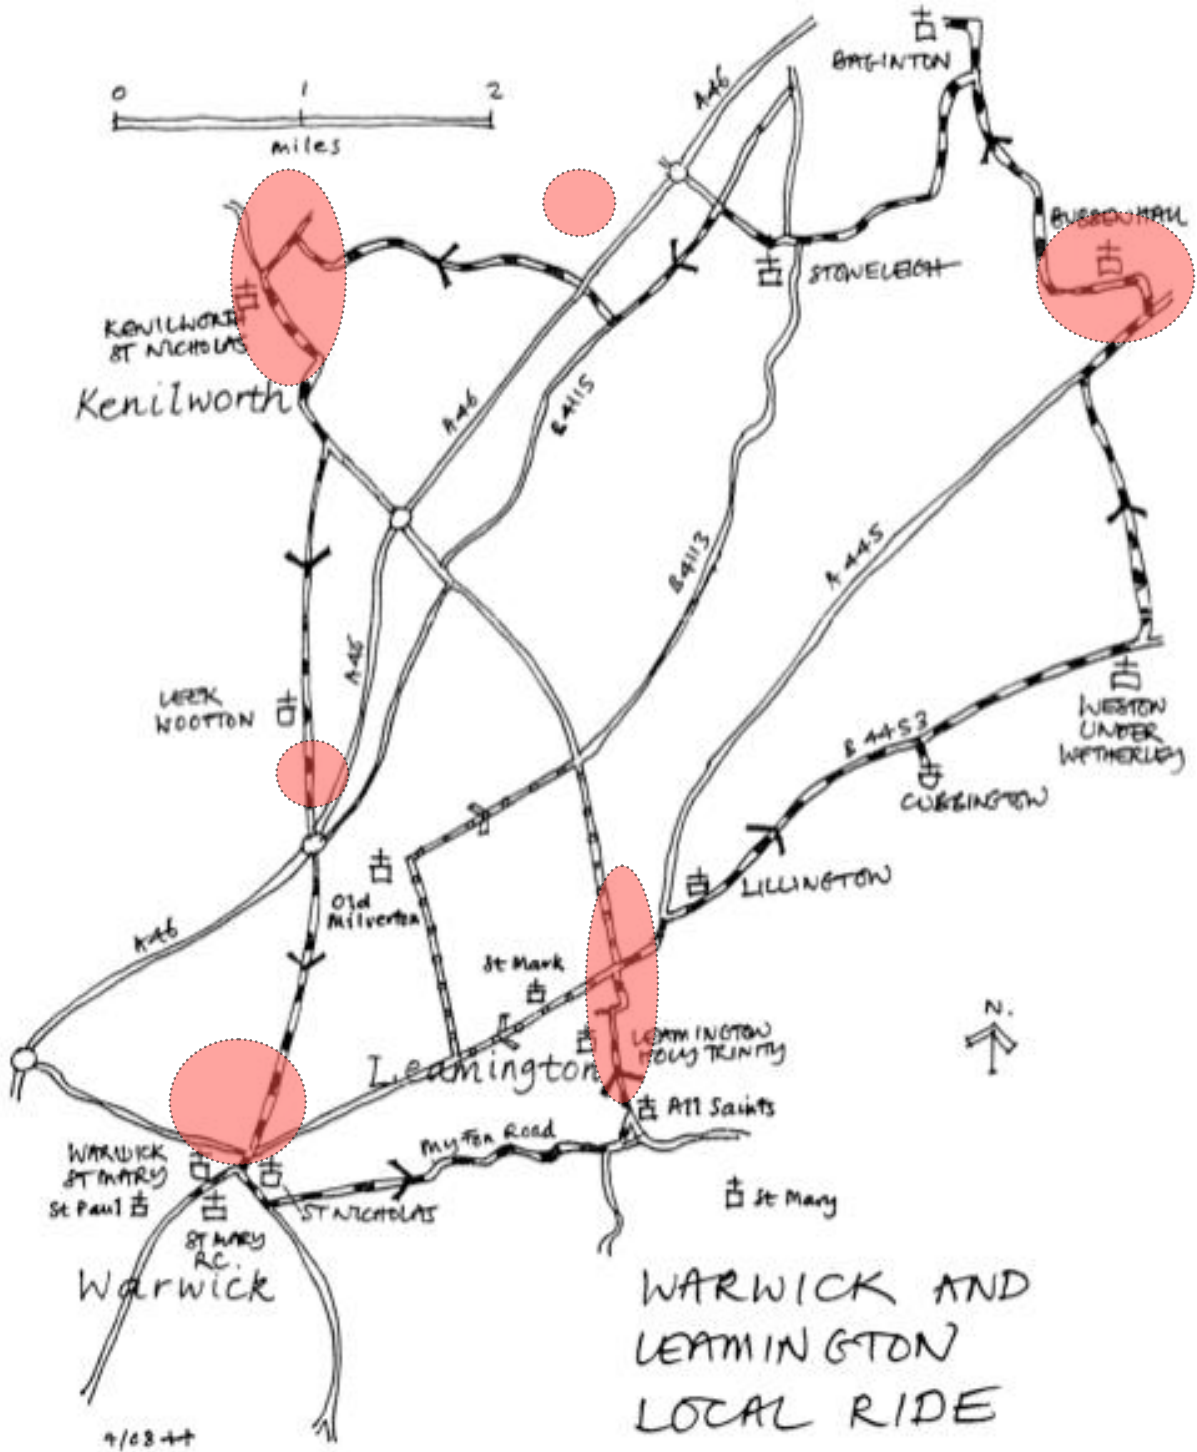 0 1 2
miles
A46
BAGINTON
BUBBENHALL
STONELEIGH
KENILWORTH
ST NICHOLAS
Kenilworth
A46
B4115
B4113
A445
LEEK
WOOTTON
A46
B4453
WESTON
UNDER
WETHERLEY
CUBBINGTON
LILLINGTON
Old
Milverton
A46
St Mark
N.
LEAMINGTON
HOLY TRINITY
Leamington
All Saints
Myton Road
WARWICK
ST MARY
St Paul
ST NICHOLAS
St Mary
ST MARY
R.C.
Warwick
WARWICK AND
LEAMINGTON
LOCAL RIDE